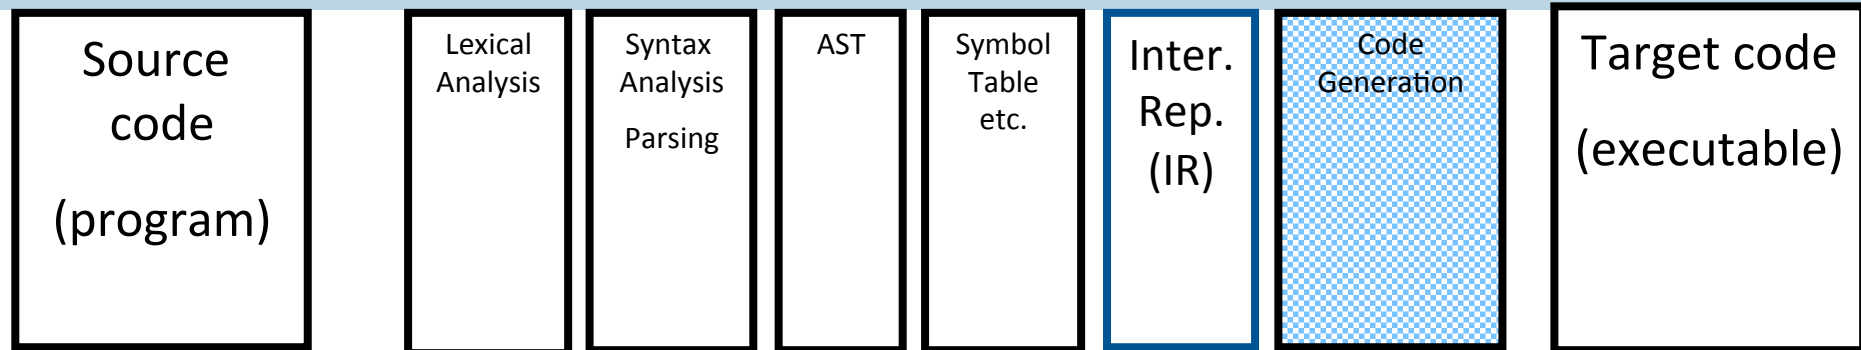 Source
code
(program)
Lexical
Analysis
Syntax
Analysis
Parsing
AST
Symbol
Table
etc.
Inter.
Rep.
(IR)
Code
Generation
Target code
(executable)